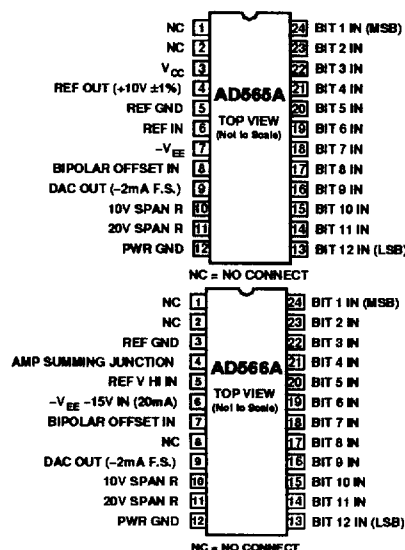 NC 1 24 BIT 1 IN (MSB)
NC 2 23 BIT 2 IN
VCC 3 22 BIT 3 IN
REF OUT (+10V ±1%) 4 21 BIT 4 IN
AD565A
REF GND 5 20 BIT 5 IN
TOP VIEW
REF IN 6 19 BIT 6 IN
(Not to Scale)
–VEE 7 18 BIT 7 IN
BIPOLAR OFFSET IN 8 17 BIT 8 IN
DAC OUT (–2mA F.S.) 9 16 BIT 9 IN
10V SPAN R 10 15 BIT 10 IN
20V SPAN R 11 14 BIT 11 IN
PWR GND 12 13 BIT 12 IN (LSB)
NC = NO CONNECT
NC 1 24 BIT 1 IN (MSB)
NC 2 23 BIT 2 IN
REF GND 3 22 BIT 3 IN
AMP SUMMING JUNCTION 4 21 BIT 4 IN
AD566A
REF V HI IN 5 20 BIT 5 IN
TOP VIEW
–VEE –15V IN (20mA) 6 19 BIT 6 IN
(Not to Scale)
BIPOLAR OFFSET IN 7 18 BIT 7 IN
NC 8 17 BIT 8 IN
DAC OUT (–2mA F.S.) 9 16 BIT 9 IN
10V SPAN R 10 15 BIT 10 IN
20V SPAN R 11 14 BIT 11 IN
PWR GND 12 13 BIT 12 IN (LSB)
NC = NO CONNECT